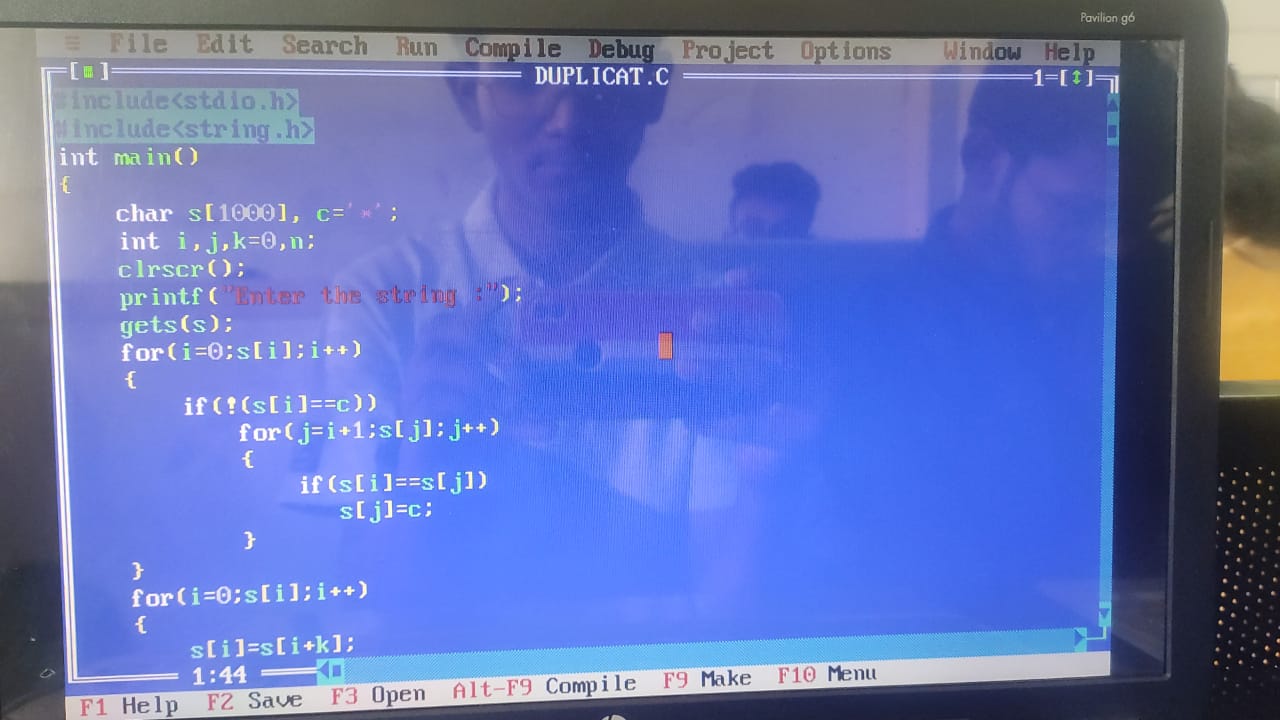 Pavilion g6
≡ File Edit Search Run Compile Debug Project Options Window Help
[■] DUPLICAT.C 1=[↕]
#include<stdio.h>
#include<string.h>
int main()
{
char s[1000], c='*';
int i,j,k=0,n;
clrscr();
printf("Enter the string :");
gets(s);
for(i=0;s[i];i++)
{
if(!(s[i]==c))
for(j=i+1;s[j];j++)
{
if(s[i]==s[j])
s[j]=c;
}
}
for(i=0;s[i];i++)
{
s[i]=s[i+k];
1:44
F1 Help F2 Save F3 Open Alt-F9 Compile F9 Make F10 Menu